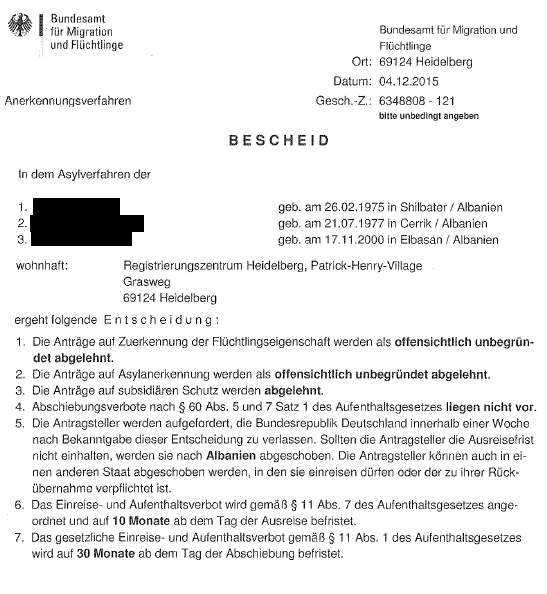 Bundesamt
für Migration
und Flüchtlinge
Bundesamt für Migration und
Flüchtlinge
Ort: 69124 Heidelberg
Datum: 04.12.2015
Anerkennungsverfahren
Gesch.-Z.: 6348808 - 121
bitte unbedingt angeben
BESCHEID
In dem Asylverfahren der
1. geb. am 26.02.1975 in Shilbater / Albanien
2. geb. am 21.07.1977 in Cerrik / Albanien
3. geb. am 17.11.2000 in Elbasan / Albanien
wohnhaft: Registrierungszentrum Heidelberg, Patrick-Henry-Village
Grasweg
69124 Heidelberg
ergeht folgende Entscheidung:
1. Die Anträge auf Zuerkennung der Flüchtlingseigenschaft werden als offensichtlich unbegrün-
det abgelehnt.
2. Die Anträge auf Asylanerkennung werden als offensichtlich unbegründet abgelehnt.
3. Die Anträge auf subsidiären Schutz werden abgelehnt.
4. Abschiebungsverbote nach § 60 Abs. 5 und 7 Satz 1 des Aufenthaltsgesetzes liegen nicht vor.
5. Die Antragsteller werden aufgefordert, die Bundesrepublik Deutschland innerhalb einer Woche
nach Bekanntgabe dieser Entscheidung zu verlassen. Sollten die Antragsteller die Ausreisefrist
nicht einhalten, werden sie nach Albanien abgeschoben. Die Antragsteller können auch in ei-
nen anderen Staat abgeschoben werden, in den sie einreisen dürfen oder der zu ihrer Rück-
übernahme verpflichtet ist.
6. Das Einreise- und Aufenthaltsverbot wird gemäß § 11 Abs. 7 des Aufenthaltsgesetzes ange-
ordnet und auf 10 Monate ab dem Tag der Ausreise befristet.
7. Das gesetzliche Einreise- und Aufenthaltsverbot gemäß § 11 Abs. 1 des Aufenthaltsgesetzes
wird auf 30 Monate ab dem Tag der Abschiebung befristet.